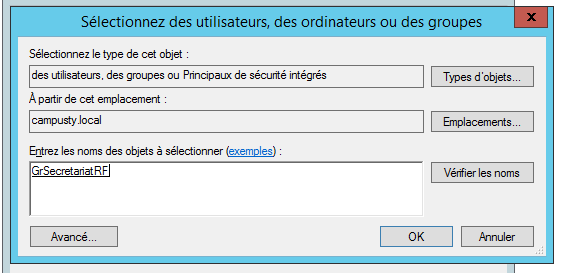 Sélectionnez des utilisateurs, des ordinateurs ou des groupes
x
Sélectionnez le type de cet objet :
des utilisateurs, des groupes ou Principaux de sécurité intégrés
Types d'objets...
À partir de cet emplacement :
campusty.local
Emplacements...
Entrez les noms des objets à sélectionner (exemples) :
GrSecretariatRF
Vérifier les noms
Avancé...
OK
Annuler